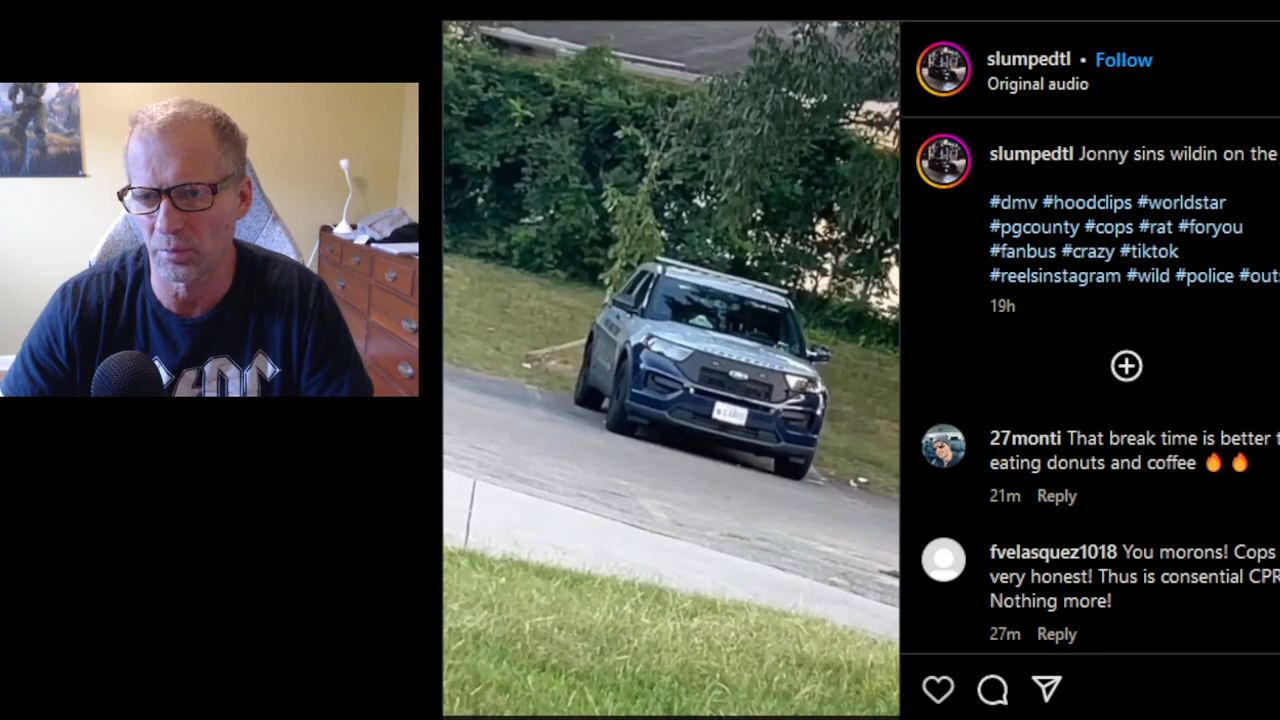 slumpedtl • Follow
Original audio
slumpedtl Jonny sins wildin on the
#dmv #hoodclips #worldstar
#pgcounty #cops #rat #foryou
#fanbus #crazy #tiktok
#reelsinstagram #wild #police #out
19h
27monti That break time is better t
eating donuts and coffee 🔥 🔥
21m Reply
fvelasquez1018 You morons! Cops
very honest! Thus is consential CPR
Nothing more!
27m Reply